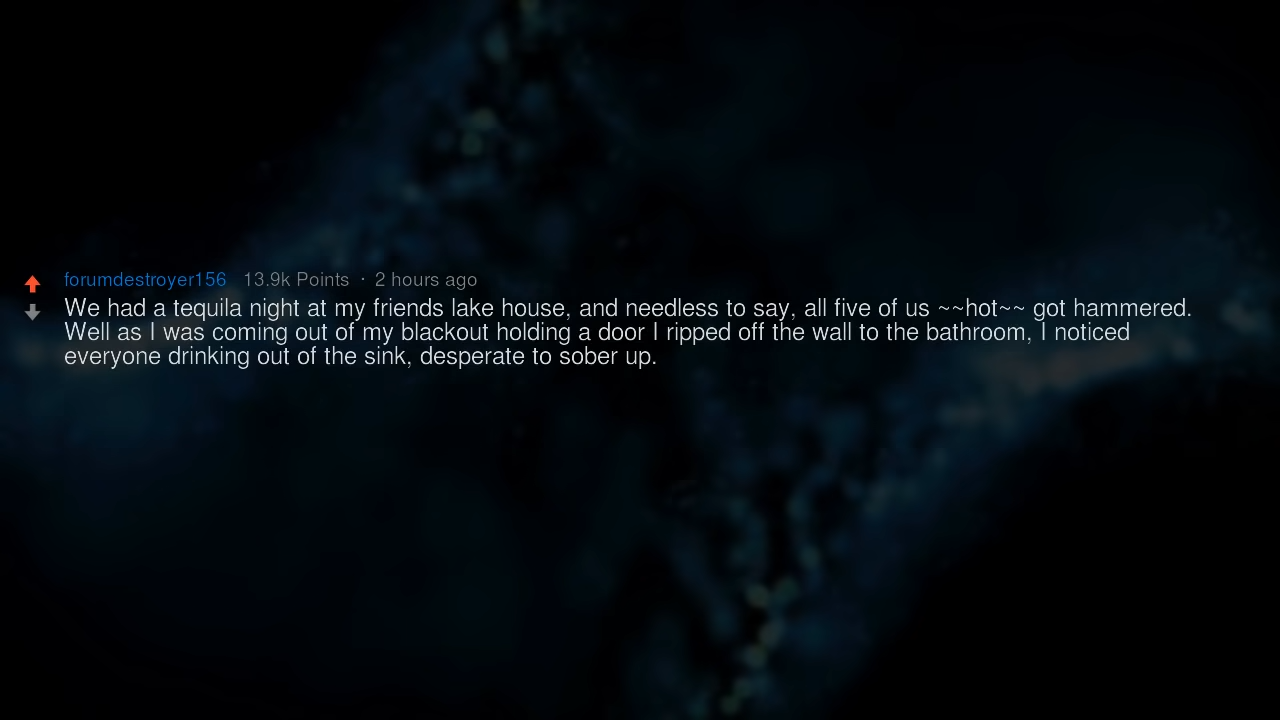 forumdestroyer156 13.9k Points · 2 hours ago
We had a tequila night at my friends lake house, and needless to say, all five of us ~~hot~~ got hammered.
Well as I was coming out of my blackout holding a door I ripped off the wall to the bathroom, I noticed
everyone drinking out of the sink, desperate to sober up.